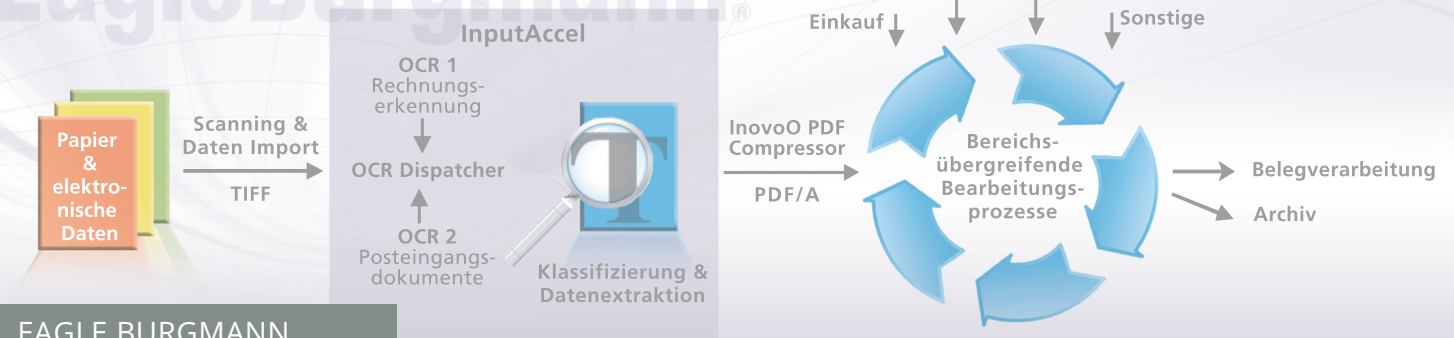 EagleBurgmann®
InputAccel
Einkauf
Sonstige
Papier
&
elektro-
nische
Daten
Scanning &
Daten Import
TIFF
OCR 1
Rechnungs-
erkennung
OCR Dispatcher
OCR 2
Posteingangs-
dokumente
T
Klassifizierung &
Datenextraktion
InovoO PDF
Compressor
PDF/A
Bereichs-
übergreifende
Bearbeitungs-
prozesse
Belegverarbeitung
Archiv
EAGLE BURGMANN